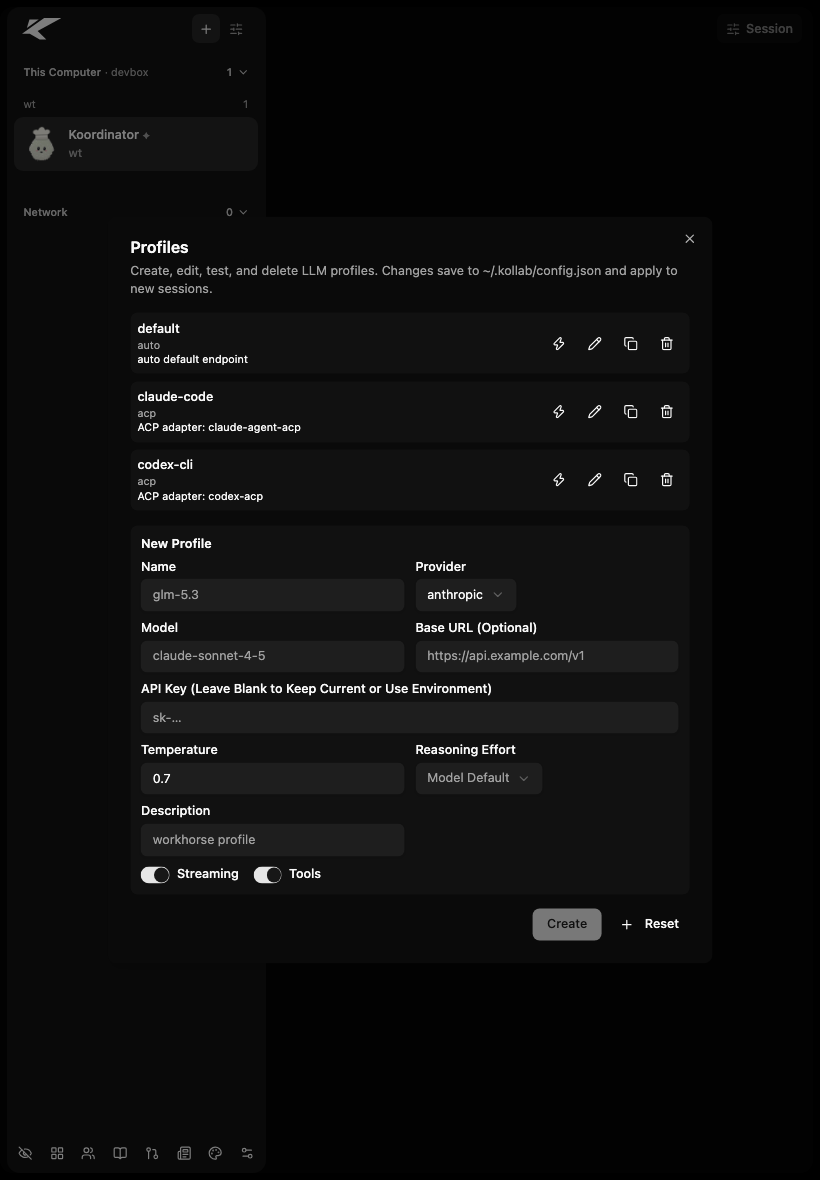 Session
This Computer · devbox 1
wt 1
Koordinator
wt
Network 0
Profiles
Create, edit, test, and delete LLM profiles. Changes save to ~/.kollab/config.json and apply to
new sessions.
default
auto
auto default endpoint
claude-code
acp
ACP adapter: claude-agent-acp
codex-cli
acp
ACP adapter: codex-acp
New Profile
Name Provider
glm-5.3 anthropic
Model Base URL (Optional)
claude-sonnet-4-5 https://api.example.com/v1
API Key (Leave Blank to Keep Current or Use Environment)
sk-...
Temperature Reasoning Effort
0.7 Model Default
Description
workhorse profile
Streaming Tools
Create + Reset